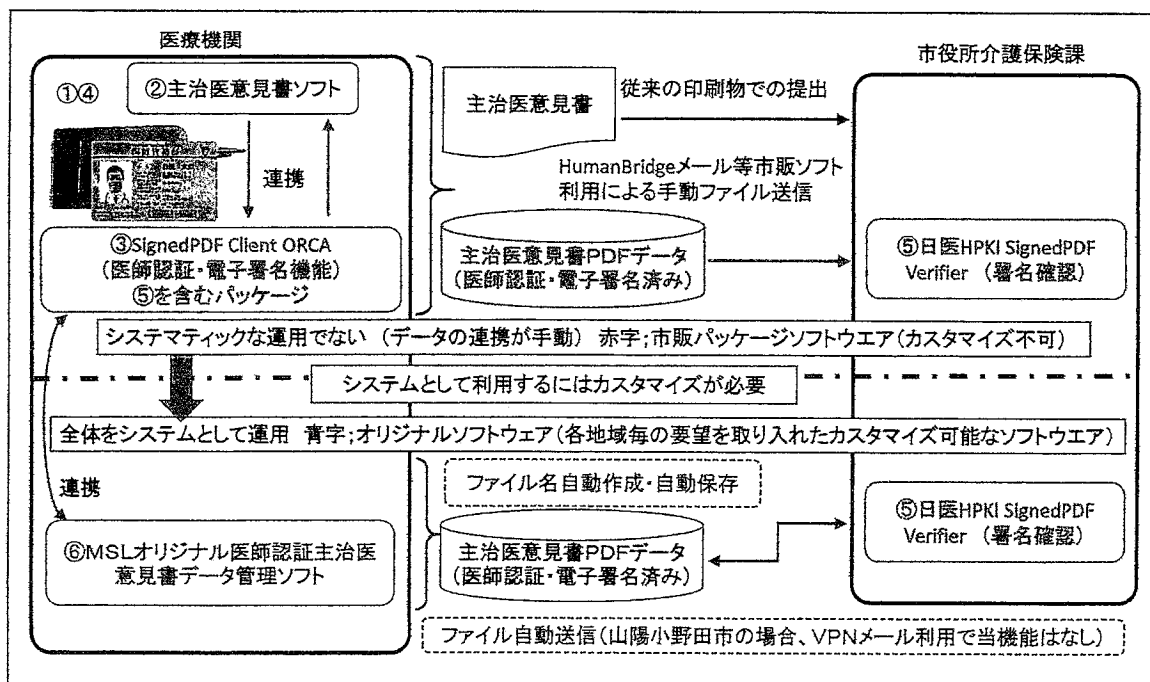 医療機関
市役所介護保険課
①④
②主治医意見書ソフト
連携
③SignedPDF Client ORCA
(医師認証・電子署名機能)
⑤を含むパッケージ
主治医意見書
従来の印刷物での提出
HumanBridgeメール等市販ソフト
利用による手動ファイル送信
主治医意見書PDFデータ
(医師認証・電子署名済み)
⑤日医HPKI SignedPDF
Verifier (署名確認)
システマティックな運用でない (データの連携が手動) 赤字;市販パッケージソフトウエア(カスタマイズ不可)
システムとして利用するにはカスタマイズが必要
全体をシステムとして運用 青字;オリジナルソフトウェア(各地域毎の要望を取り入れたカスタマイズ可能なソフトウエア)
連携
⑥MSLオリジナル医師認証主治医
意見書データ管理ソフト
ファイル名自動作成・自動保存
主治医意見書PDFデータ
(医師認証・電子署名済み)
⑤日医HPKI SignedPDF
Verifier (署名確認)
ファイル自動送信(山陽小野田市の場合、VPNメール利用で当機能はなし)